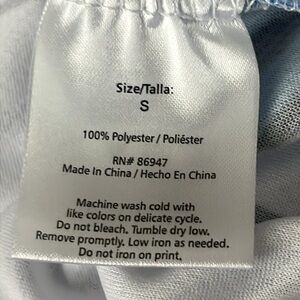 Size/Talla:
S
100% Polyester / Poliéster
RN# 86947
Made In China / Hecho En China
Machine wash cold with
like colors on delicate cycle.
Do not bleach. Tumble dry low.
Remove promptly. Low iron as needed.
Do not iron on print.